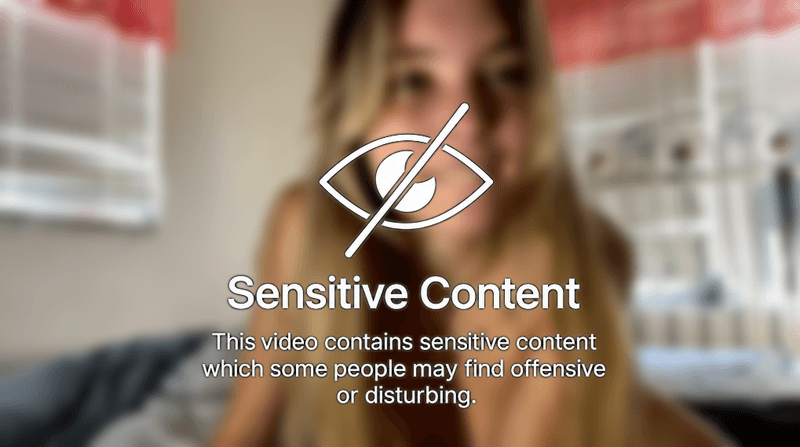 Sensitive Content
This video contains sensitive content
which some people may find offensive
or disturbing.